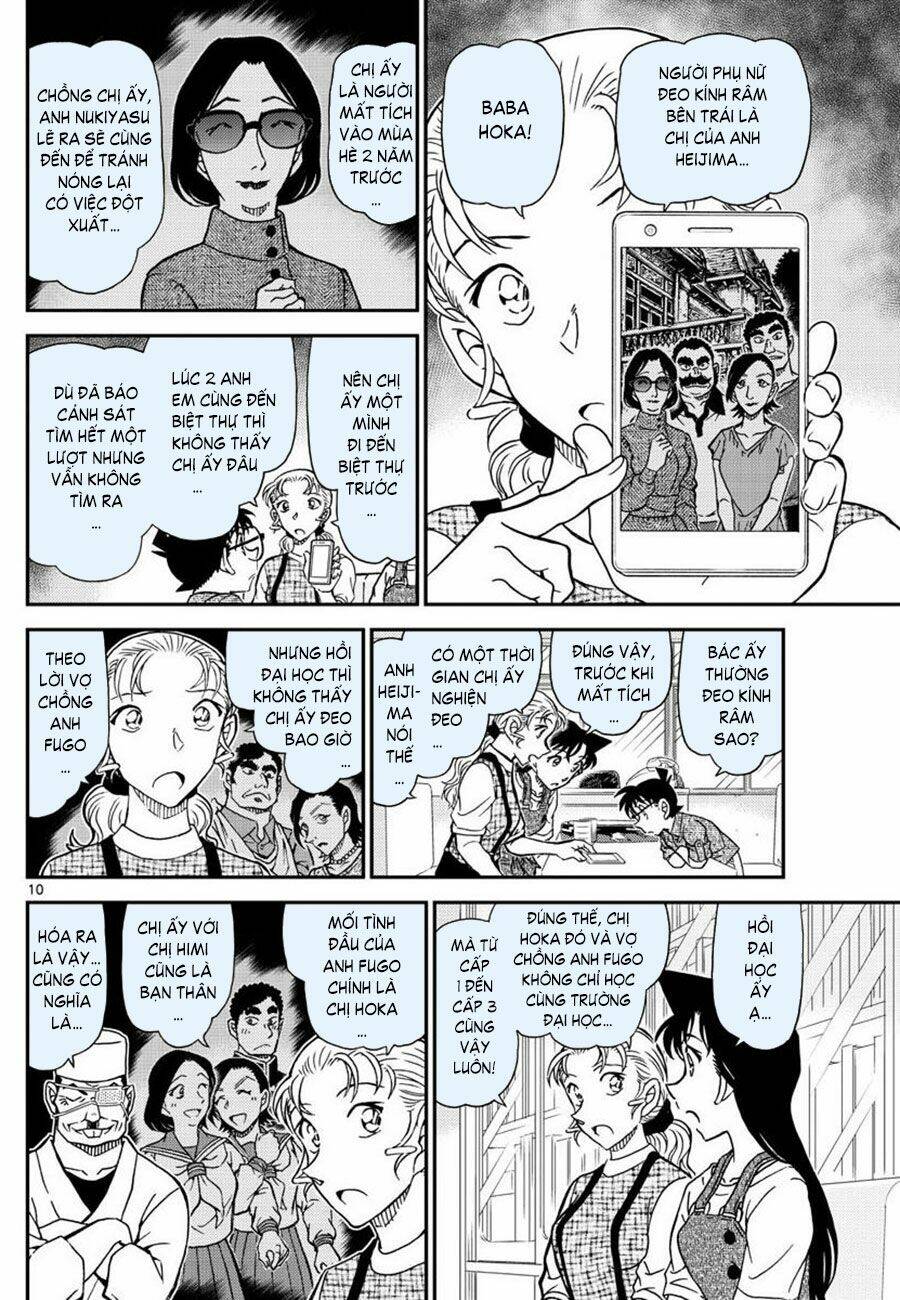 NGƯỜI PHỤ NỮ
ĐEO KÍNH RÂM
BÊN TRÁI LÀ
CHỊ CỦA ANH
HEIJIMA...
BABA
HOKA!
CHỊ ẤY
LÀ NGƯỜI
MẤT TÍCH
VÀO MÙA
HÈ 2 NĂM
TRƯỚC
...
CHỒNG CHỊ ẤY,
ANH NUKIYASU
LẼ RA SẼ CÙNG
ĐẾN ĐỂ TRÁNH
NÓNG LẠI
CÓ VIỆC ĐỘT
XUẤT...
NÊN CHỊ
ẤY MỘT
MÌNH
ĐI ĐẾN
BIỆT THỰ
TRƯỚC
...
LÚC 2 ANH
EM CÙNG ĐẾN
BIỆT THỰ THÌ
KHÔNG THẤY
CHỊ ẤY ĐÂU
...
DÙ ĐÃ BÁO
CẢNH SÁT
TÌM HẾT MỘT
LƯỢT NHƯNG
VẪN KHÔNG
TÌM RA
...
BÁC ẤY
THƯỜNG
ĐEO KÍNH
RÂM
SAO?
ĐÚNG VẬY,
TRƯỚC KHI
MẤT TÍCH
...
CÓ MỘT THỜI
GIAN CHỊ ẤY
NGHIỆN
ĐEO
...
ANH
HEIJI-
MA
NÓI
THẾ
NHƯNG HỒI
ĐẠI HỌC THÌ
KHÔNG THẤY
CHỊ ẤY ĐEO
BAO GIỜ
...
THEO
LỜI VỢ
CHỒNG
ANH
FUGO
...
10
HỒI
ĐẠI
HỌC
ẤY
Ạ...
ĐÚNG THẾ, CHỊ
HOKA ĐÓ VÀ VỢ
CHỒNG ANH FUGO
KHÔNG CHỈ HỌC
CÙNG TRƯỜNG
ĐẠI HỌC...
MÀ TỪ
CẤP
1 ĐẾN
CẤP 3
CŨNG
VẬY
LUÔN!
MỐI TÌNH
ĐẦU CỦA
ANH FUGO
CHÍNH LÀ
CHỊ HOKA
...
CHỊ ẤY VỚI
CHỊ HIMI
CŨNG LÀ
BẠN THÂN
...
HÓA RA
LÀ VẬY...
CŨNG CÓ
NGHĨA
LÀ...